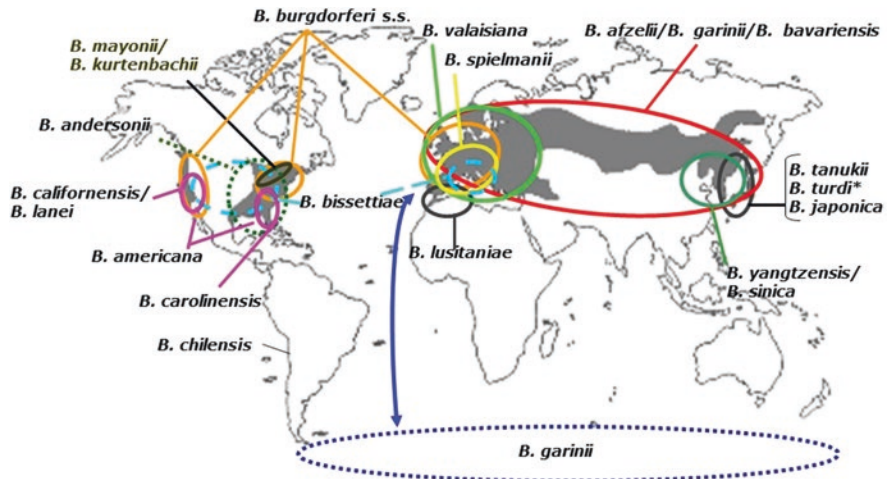 B. burgdorferi s.s.
B. valaisiana
B. afzelii/B. garinii/B. bavariensis
B. mayonii/
B. kurtenbachii
B. spielmanii
B. andersonii
B. californensis/
B. lanei
B. bissettiae
B. tanukii
B. turdi*
B. japonica
B. americana
B. lusitaniae
B. yangtzensis/
B. sinica
B. carolinensis
B. chilensis
B. garinii